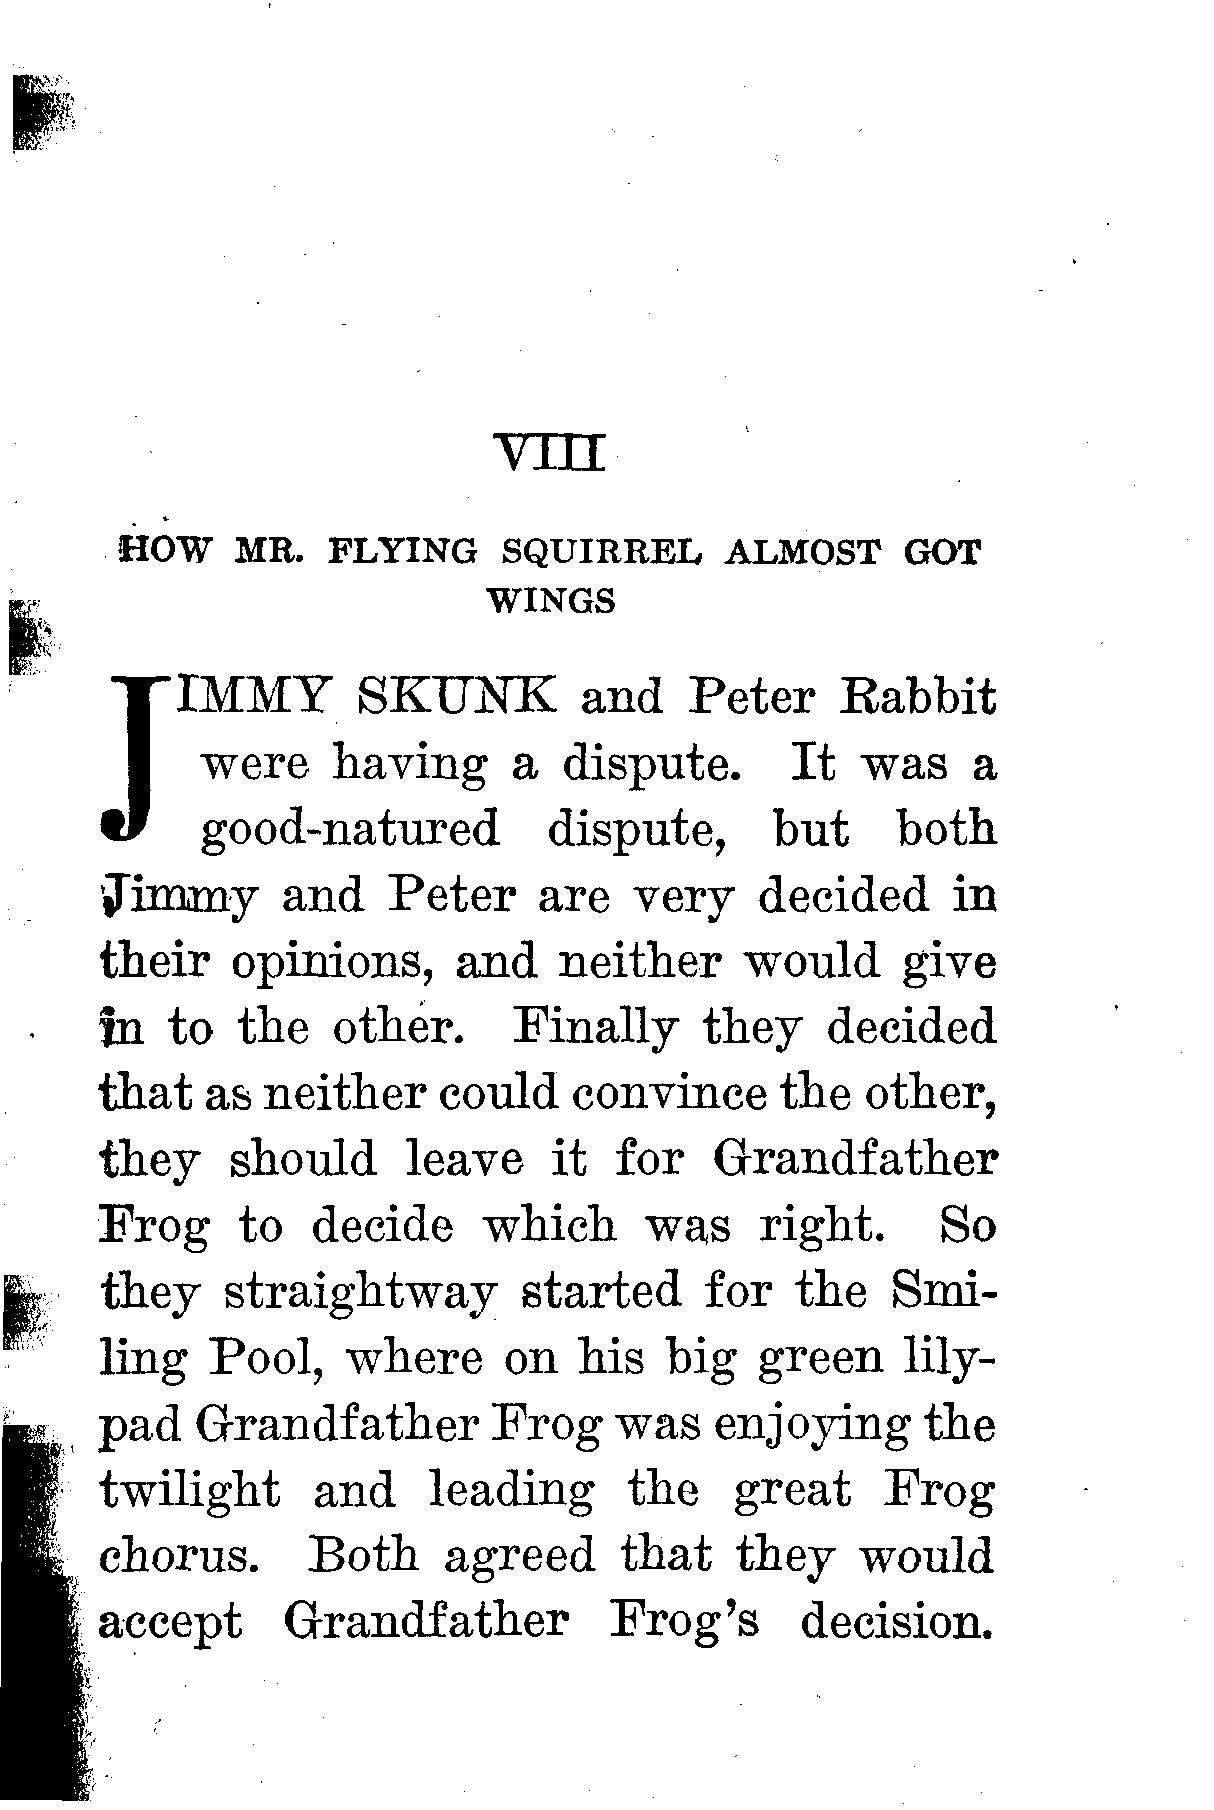 VIII
HOW MR. FLYING SQUIRREL ALMOST GOT
WINGS
JIMMY SKUNK and Peter Rabbit
were having a dispute. It was a
good-natured dispute, but both
Jimmy and Peter are very decided in
their opinions, and neither would give
in to the other. Finally they decided
that as neither could convince the other,
they should leave it for Grandfather
Frog to decide which was right. So
they straightway started for the Smi-
ling Pool, where on his big green lily-
pad Grandfather Frog was enjoying the
twilight and leading the great Frog
chorus. Both agreed that they would
accept Grandfather Frog's decision.